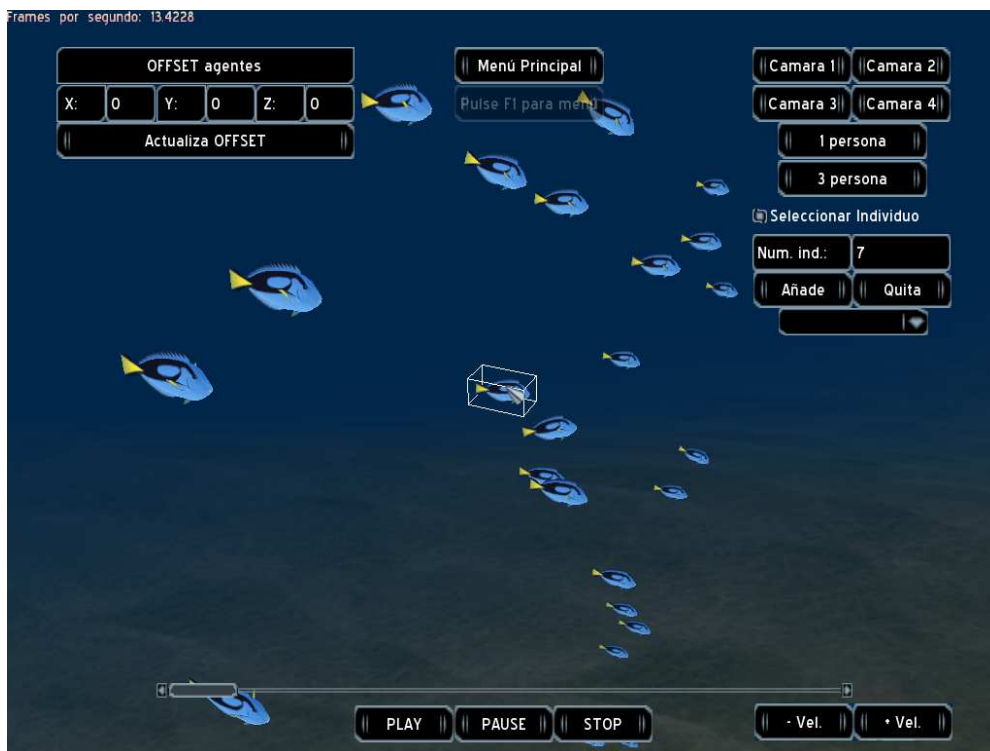 Frames por segundo: 13.4228
OFFSET agentes
X: 0 Y: 0 Z: 0
Actualiza OFFSET
Menú Principal
Pulse F1 para menú
Camara 1 Camara 2
Camara 3 Camara 4
1 persona
3 persona
Seleccionar Individuo
Num. ind.: 7
Añade Quita
PLAY PAUSE STOP
- Vel. + Vel.